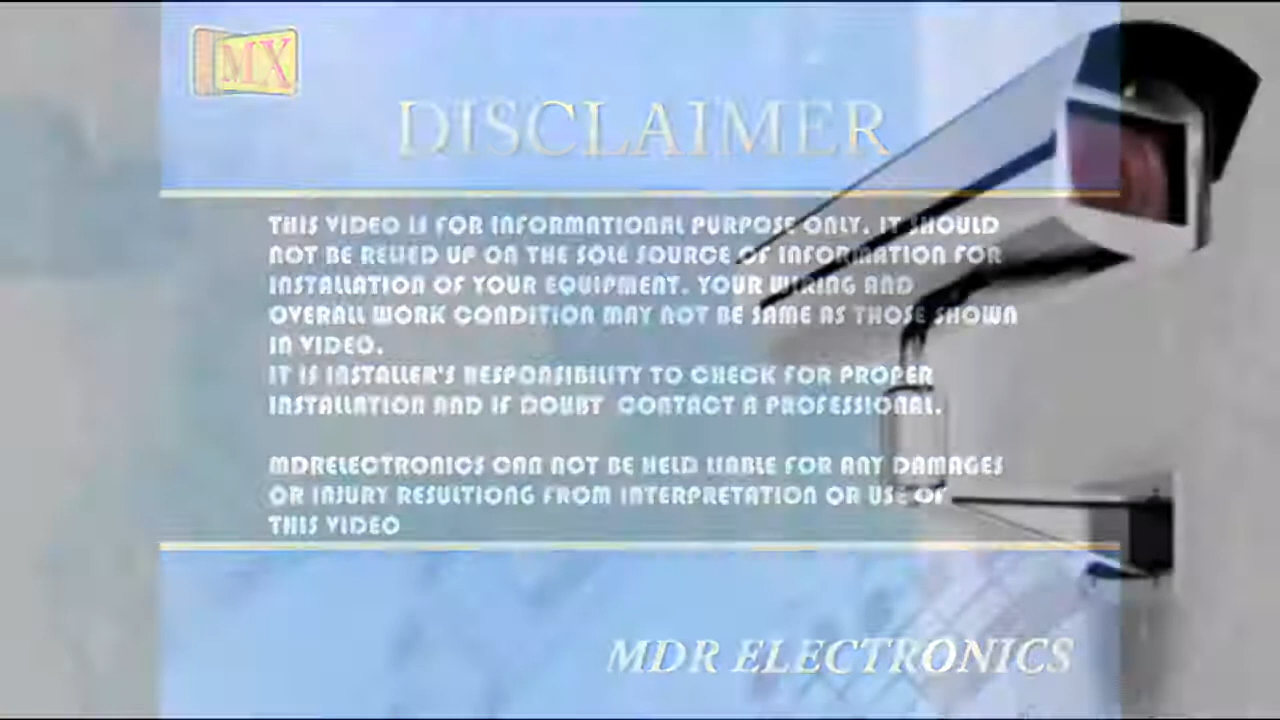 MX
DISCLAIMER
THIS VIDEO IS FOR INFORMATIONAL PURPOSE ONLY. IT SHOULD
NOT BE RELIED UP ON THE SOLE SOURCE OF INFORMATION FOR
INSTALLATION OF YOUR EQUIPMENT. YOUR WIRING AND
OVERALL WORK CONDITION MAY NOT BE SAME AS THOSE SHOWN
IN VIDEO.
IT IS INSTALLER'S RESPONSIBILITY TO CHECK FOR PROPER
INSTALLATION AND IF DOUBT CONTACT A PROFESSIONAL.
MDRELECTRONICS CAN NOT BE HELD LIABLE FOR ANY DAMAGES
OR INJURY RESULTIONG FROM INTERPRETATION OR USE OF
THIS VIDEO
MDR ELECTRONICS